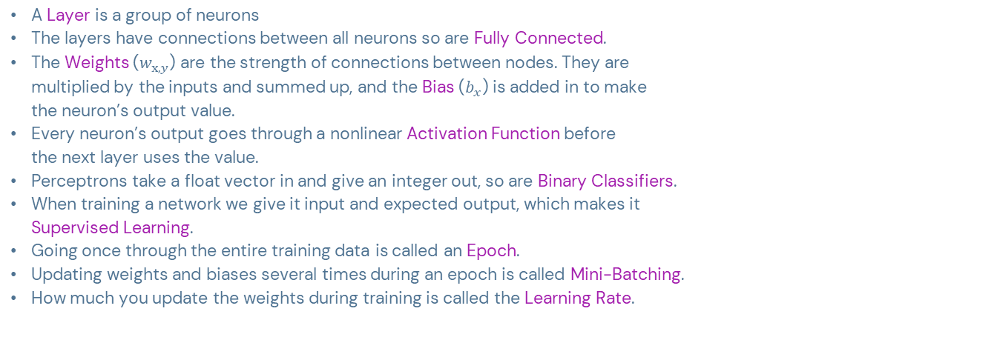 • A Layer is a group of neurons
• The layers have connections between all neurons so are Fully Connected.
• The Weights (w_{x,y}) are the strength of connections between nodes. They are
multiplied by the inputs and summed up, and the Bias (b_x) is added in to make
the neuron’s output value.
• Every neuron’s output goes through a nonlinear Activation Function before
the next layer uses the value.
• Perceptrons take a float vector in and give an integer out, so are Binary Classifiers.
• When training a network we give it input and expected output, which makes it
Supervised Learning.
• Going once through the entire training data is called an Epoch.
• Updating weights and biases several times during an epoch is called Mini-Batching.
• How much you update the weights during training is called the Learning Rate.